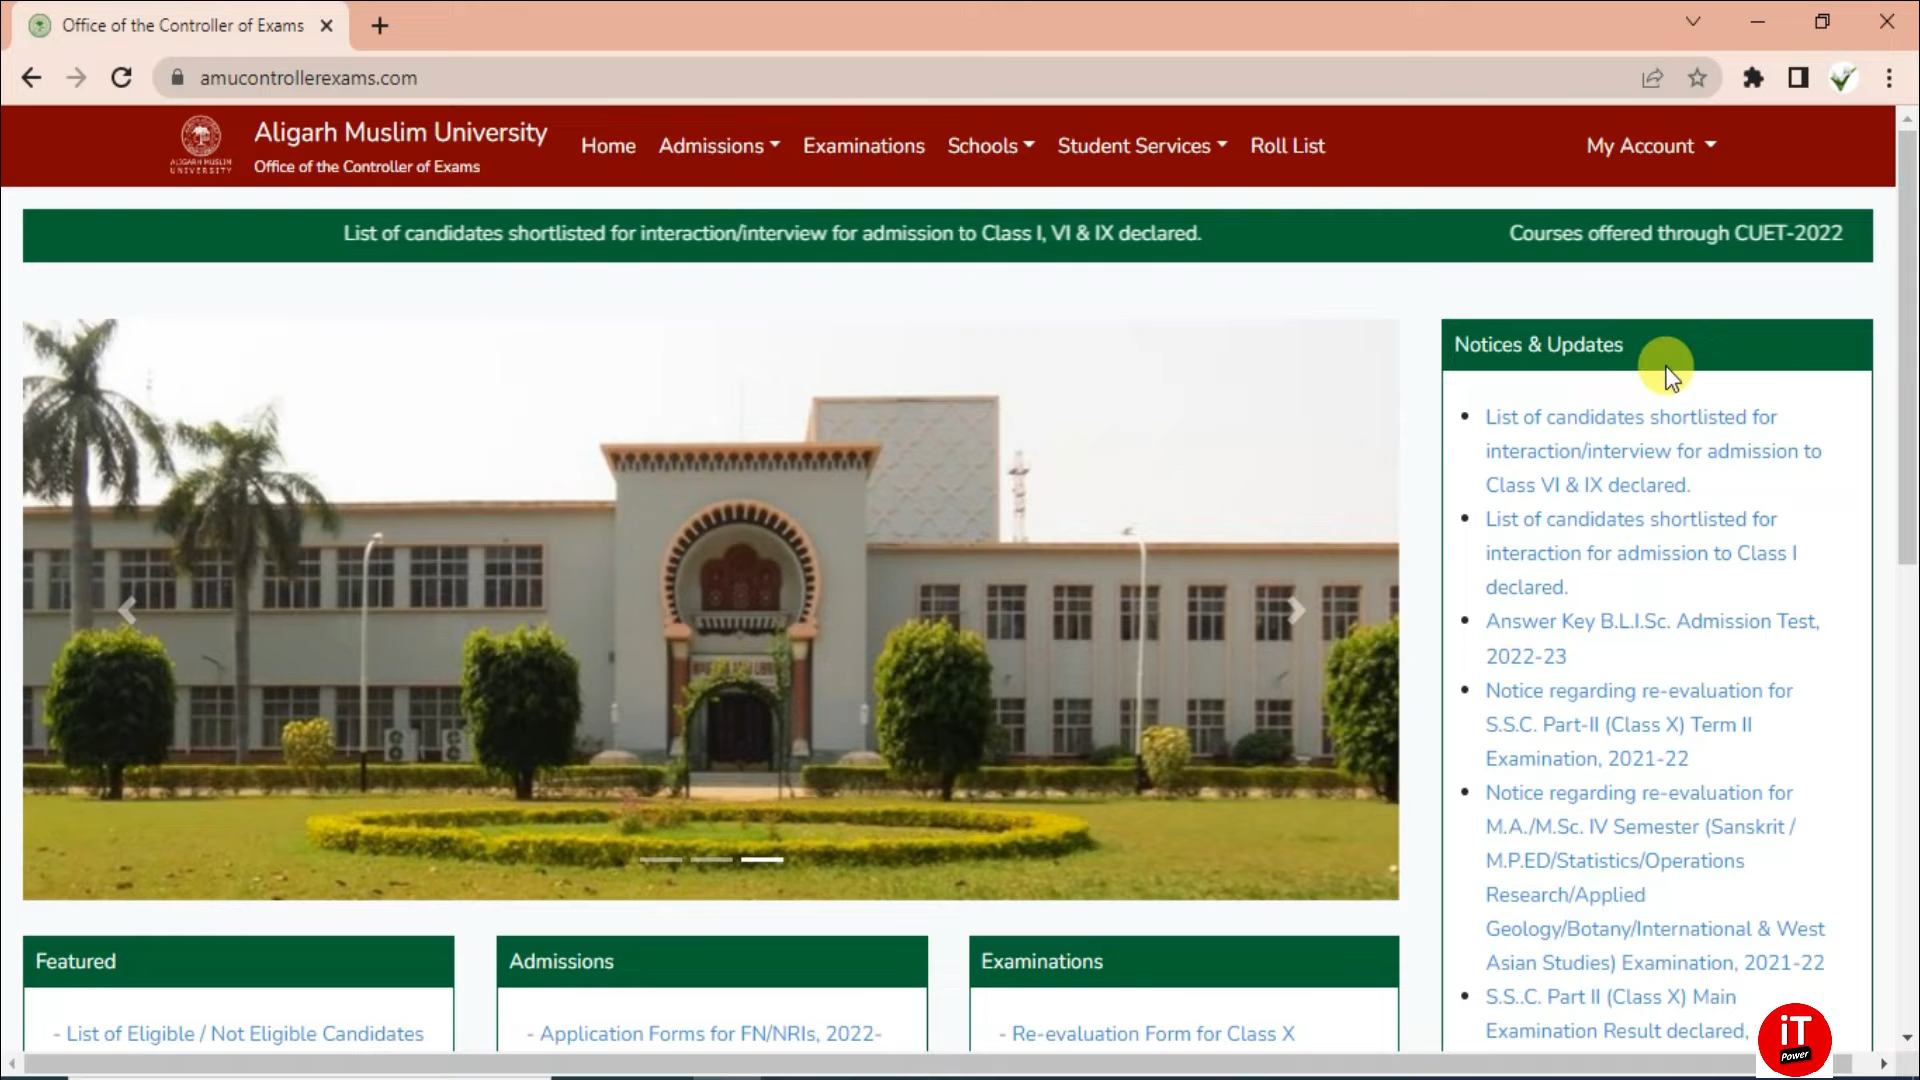 Office of the Controller of Exams
amucontrollerexams.com
ALIGARH MUSLIM
UNIVERSITY
Aligarh Muslim University
Office of the Controller of Exams
Home Admissions Examinations Schools Student Services Roll List My Account
List of candidates shortlisted for interaction/interview for admission to Class I, VI & IX declared. Courses offered through CUET-2022
Notices & Updates
List of candidates shortlisted for
interaction/interview for admission to
Class VI & IX declared.
List of candidates shortlisted for
interaction for admission to Class I
declared.
Answer Key B.L.I.Sc. Admission Test,
2022-23
Notice regarding re-evaluation for
S.S.C. Part-II (Class X) Term II
Examination, 2021-22
Notice regarding re-evaluation for
M.A./M.Sc. IV Semester (Sanskrit /
M.P.ED/Statistics/Operations
Research/Applied
Geology/Botany/International & West
Asian Studies) Examination, 2021-22
S.S..C. Part II (Class X) Main
Examination Result declared,
Featured
- List of Eligible / Not Eligible Candidates
Admissions
- Application Forms for FN/NRIs, 2022-
Examinations
- Re-evaluation Form for Class X
iT
Power